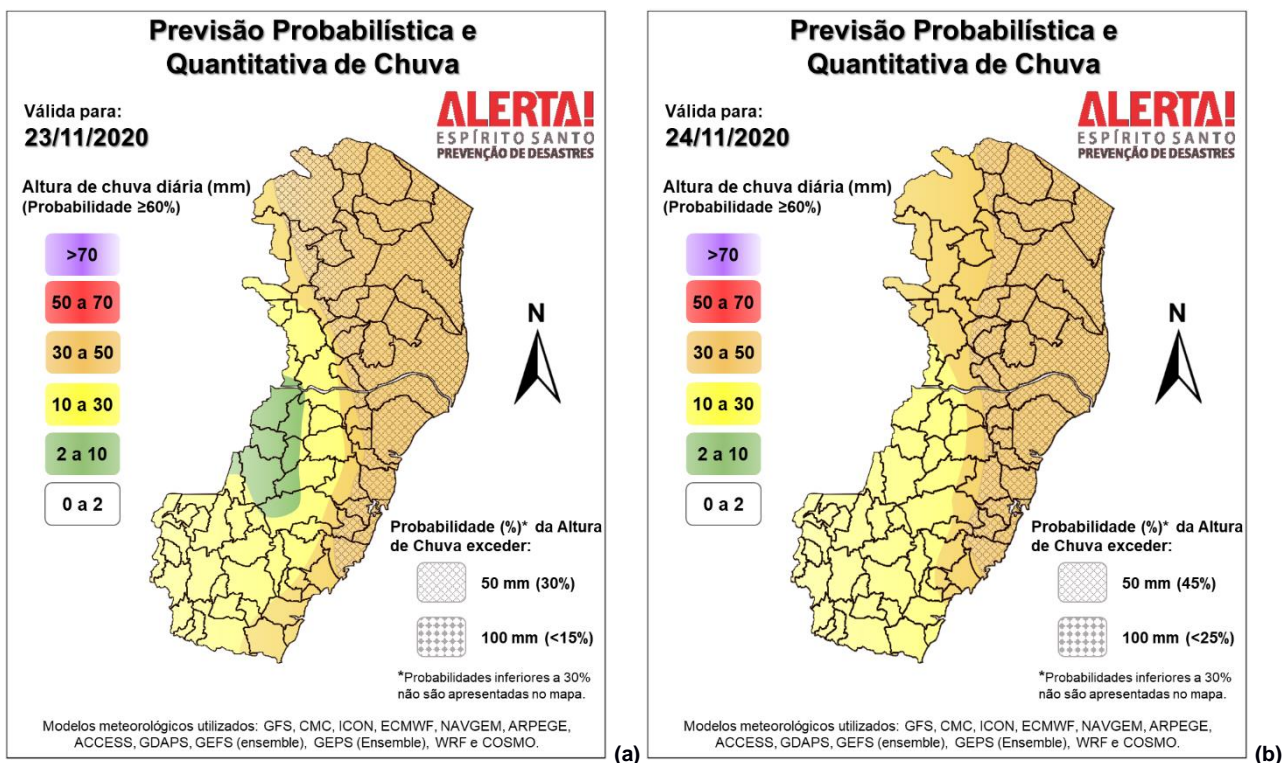 Previsão Probabilística e
Quantitativa de Chuva
Válida para:
23/11/2020
ALERTA!
ESPÍRITO SANTO
PREVENÇÃO DE DESASTRES
Altura de chuva diária (mm)
(Probabilidade ≥60%)
>70
50 a 70
30 a 50
10 a 30
2 a 10
0 a 2
N
Probabilidade (%)* da Altura
de Chuva exceder:
50 mm (30%)
100 mm (<15%)
*Probabilidades inferiores a 30%
não são apresentadas no mapa.
Modelos meteorológicos utilizados: GFS, CMC, ICON, ECMWF, NAVGEM, ARPEGE,
ACCESS, GDAPS, GEFS (ensemble), GEPS (Ensemble), WRF e COSMO.
(a)
Previsão Probabilística e
Quantitativa de Chuva
Válida para:
24/11/2020
ALERTA!
ESPÍRITO SANTO
PREVENÇÃO DE DESASTRES
Altura de chuva diária (mm)
(Probabilidade ≥60%)
>70
50 a 70
30 a 50
10 a 30
2 a 10
0 a 2
N
Probabilidade (%)* da Altura
de Chuva exceder:
50 mm (45%)
100 mm (<25%)
*Probabilidades inferiores a 30%
não são apresentadas no mapa.
Modelos meteorológicos utilizados: GFS, CMC, ICON, ECMWF, NAVGEM, ARPEGE,
ACCESS, GDAPS, GEFS (ensemble), GEPS (Ensemble), WRF e COSMO.
(b)